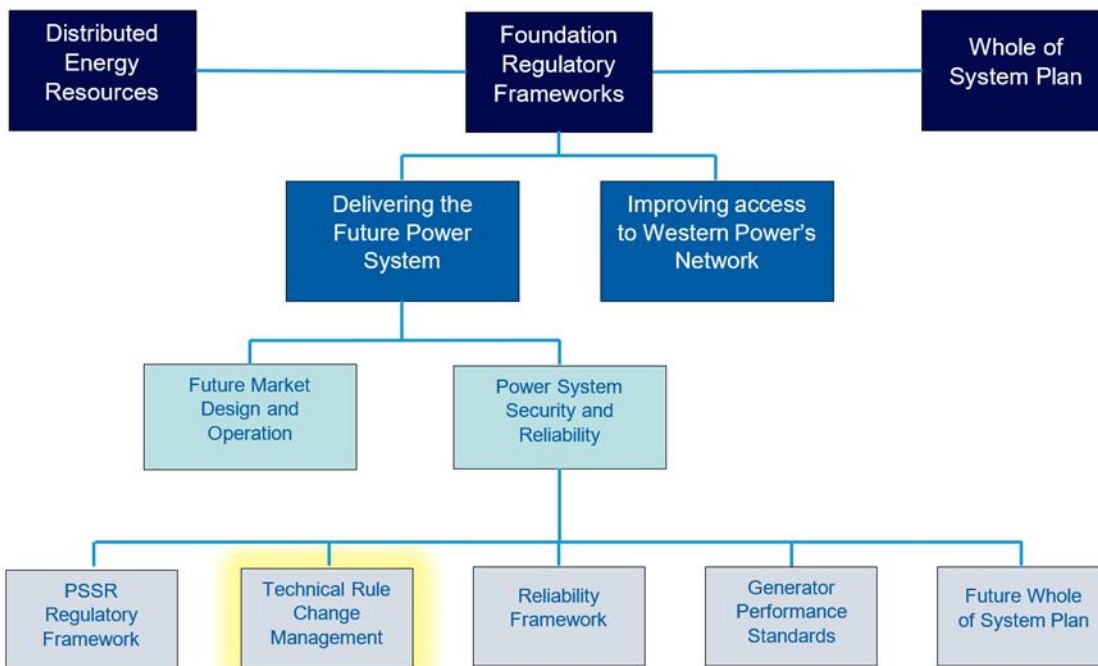 Distributed
Energy
Resources
Foundation
Regulatory
Frameworks
Whole of
System Plan
Delivering the
Future Power
System
Improving access
to Western Power's
Network
Future Market
Design and
Operation
Power System
Security and
Reliability
PSSR
Regulatory
Framework
Technical Rule
Change
Management
Reliability
Framework
Generator
Performance
Standards
Future Whole
of System Plan